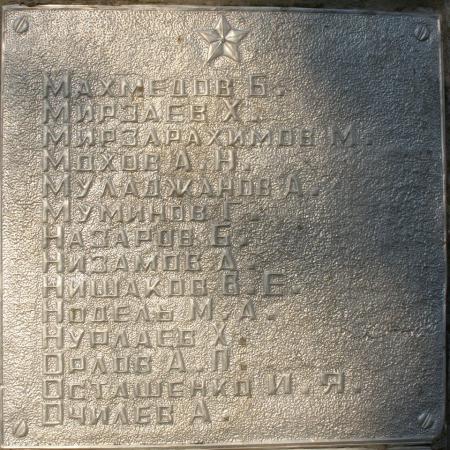 Махмедов Б.
Мирзаев Х.
Мирзарахимов М.
Мохов А.Н.
Муладжанов А.
Муминов Г.
Назаров Б.
Низамов А.
Нишаков В.Е.
Нодель М.А.
Нурлаев Х.
Орлов А.П.
Осташенко И.Я.
Очилев А.